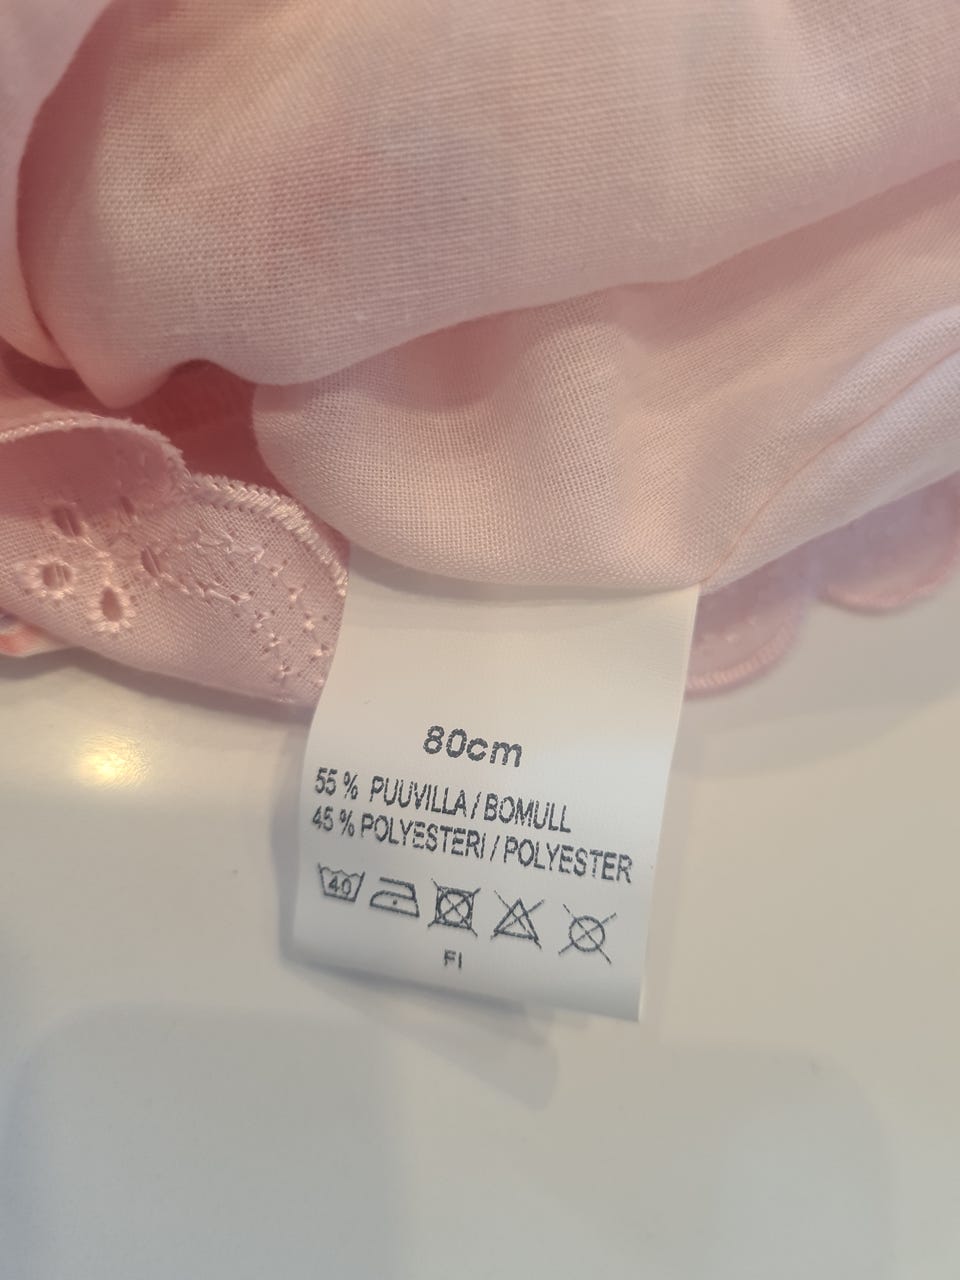 80cm
55 % PUUVILLA / BOMULL
45 % POLYESTERI / POLYESTER
40
FI